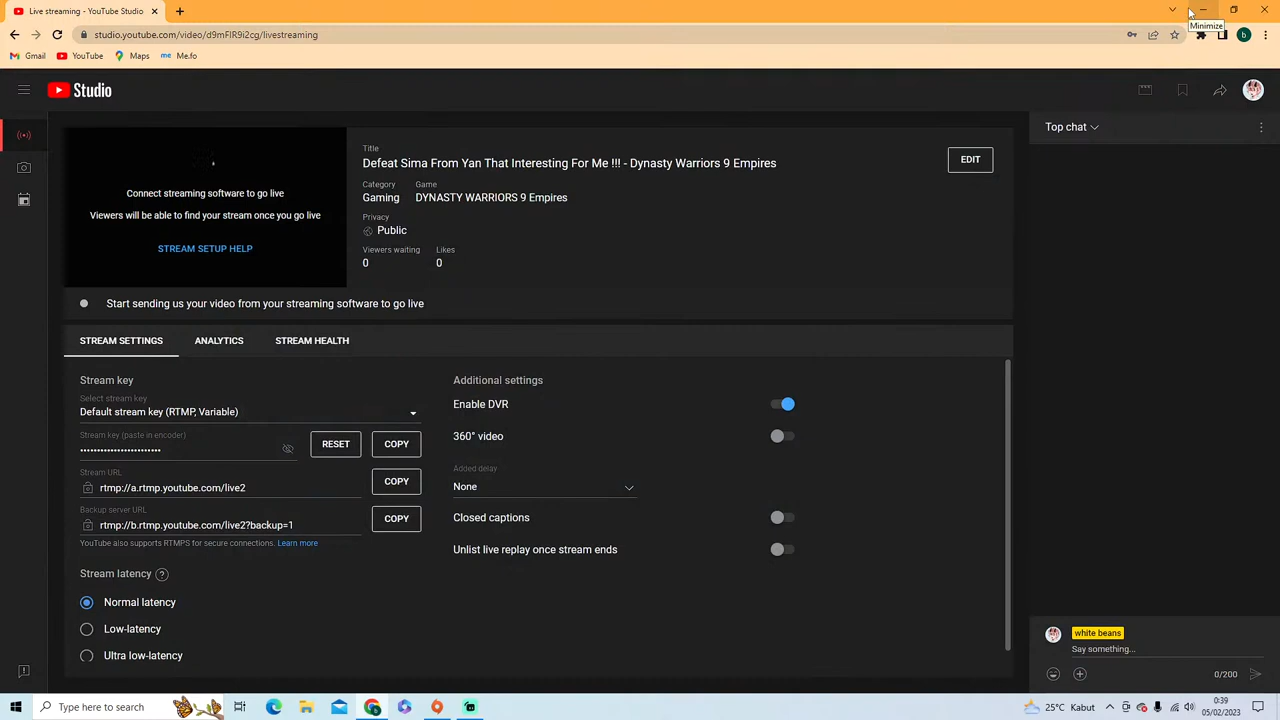 Live streaming - YouTube Studio
Minimize
studio.youtube.com/video/d9mFIR9i2cg/livestreaming
b
Gmail
YouTube
Maps
me
Me.fo
Studio
Connect streaming software to go live
Viewers will be able to find your stream once you go live
STREAM SETUP HELP
Title
Defeat Sima From Yan That Interesting For Me !!! - Dynasty Warriors 9 Empires
EDIT
Category
Game
Gaming
DYNASTY WARRIORS 9 Empires
Privacy
Public
Viewers waiting
Likes
0
0
Top chat
Start sending us your video from your streaming software to go live
STREAM SETTINGS
ANALYTICS
STREAM HEALTH
Stream key
Select stream key
Default stream key (RTMP, Variable)
Stream key (paste in encoder)
••••••••••••••••••••••••
RESET
COPY
Stream URL
rtmp://a.rtmp.youtube.com/live2
COPY
Backup server URL
rtmp://b.rtmp.youtube.com/live2?backup=1
COPY
YouTube also supports RTMPS for secure connections. Learn more
Stream latency
Normal latency
Low-latency
Ultra low-latency
Additional settings
Enable DVR
360° video
Added delay
None
Closed captions
Unlist live replay once stream ends
white beans
Say something...
0/200
Type here to search
25°C Kabut
0:39
05/02/2023